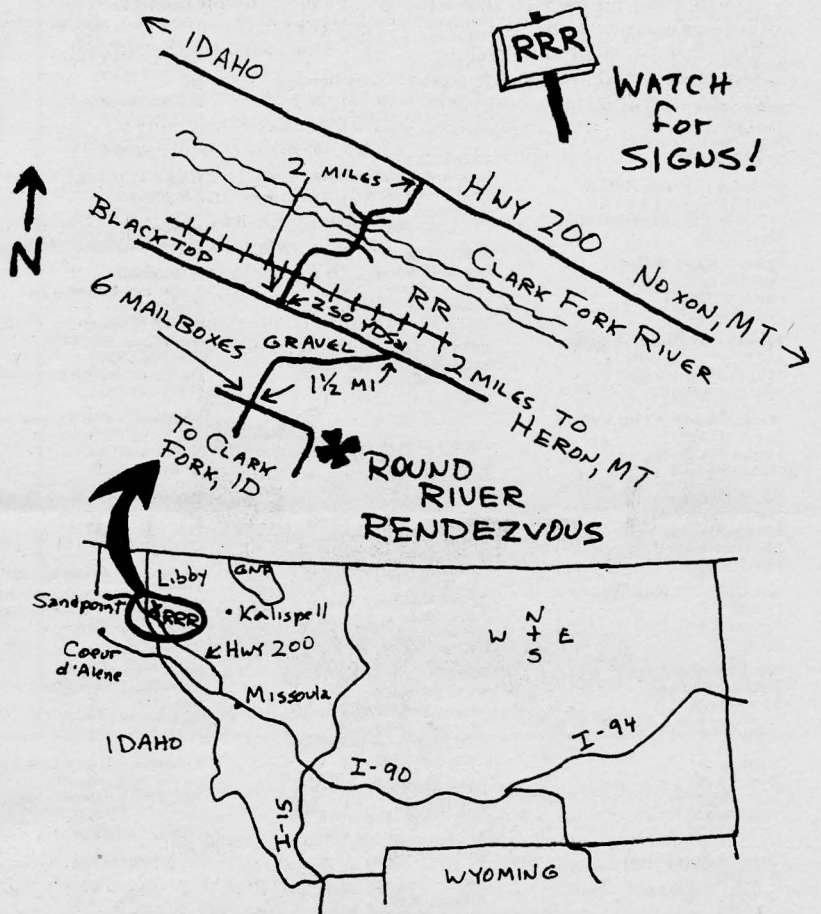 ← IDAHO
RRR
WATCH
for
SIGNS!
2 MILES
HWY 200
NOXON, MT →
N
BLACKTOP
CLARK FORK RIVER
RR
250 YDS
6 MAILBOXES
GRAVEL
1½ MI
2 MILES TO
HERON, MT
TO CLARK
FORK, ID
ROUND
RIVER
RENDEZVOUS
Libby
GNP
Sandpoint
RRR
Kalispell
N
W + E
S
HWY 200
Coeur
d'Alene
Missoula
IDAHO
I-94
I-90
I-15
WYOMING